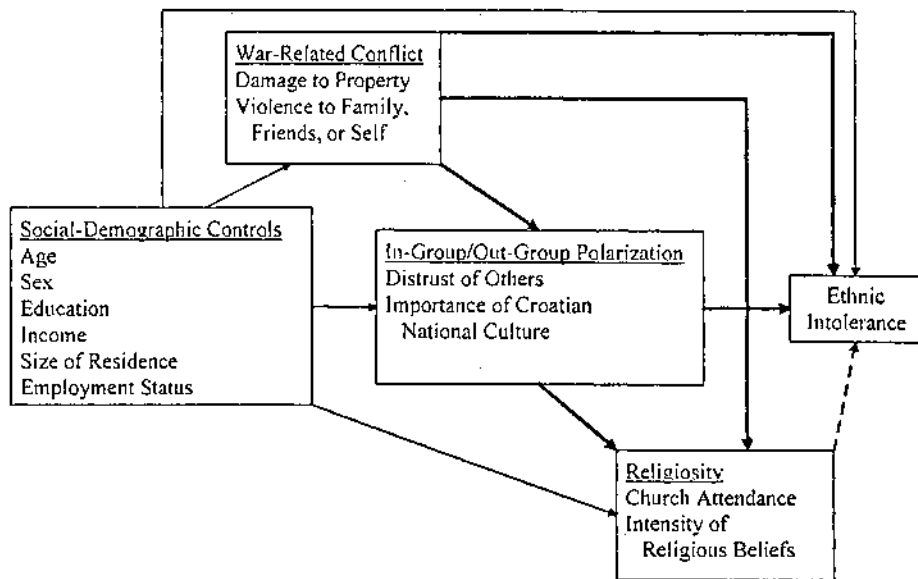 War-Related Conflict
Damage to Property
Violence to Family,
Friends, or Self
Social-Demographic Controls
Age
Sex
Education
Income
Size of Residence
Employment Status
In-Group/Out-Group Polarization
Distrust of Others
Importance of Croatian
National Culture
Ethnic
Intolerance
Religiosity
Church Attendance
Intensity of
Religious Beliefs